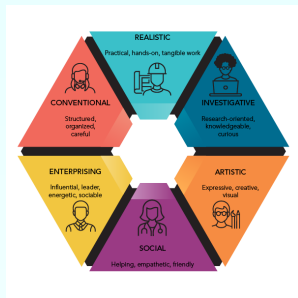 REALISTIC
Practical, hands-on, tangible work
INVESTIGATIVE
Research-oriented,
knowledgeable,
curious
ARTISTIC
Expressive, creative,
visual
SOCIAL
Helping, empathetic, friendly
ENTERPRISING
Influential, leader,
energetic, sociable
CONVENTIONAL
Structured,
organized,
careful